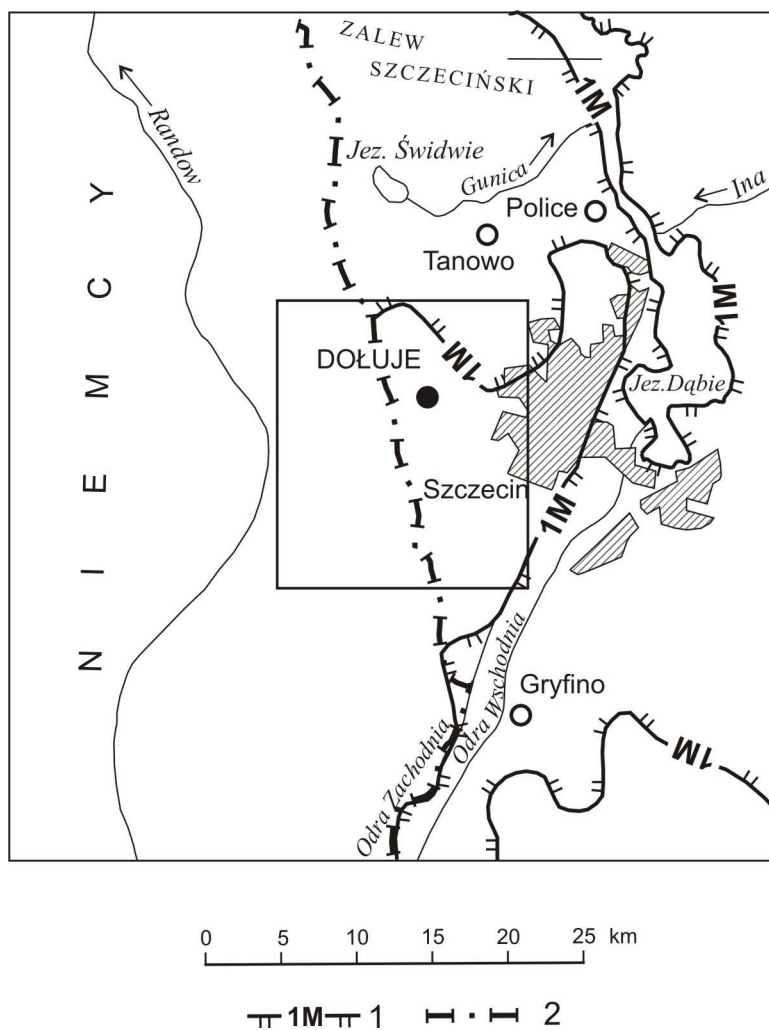 ZALEW
SZCZECIŃSKI
1M
Randow
Jez. Świdwie
Gunica
Ina
Police
Tanowo
1M
NIEMCY
DOŁUJE
1M
Jez. Dąbie
Szczecin
1M
Odra Wschodnia
Gryfino
Odra Zachodnia
1M
0 5 10 15 20 25 km
1M 1 2